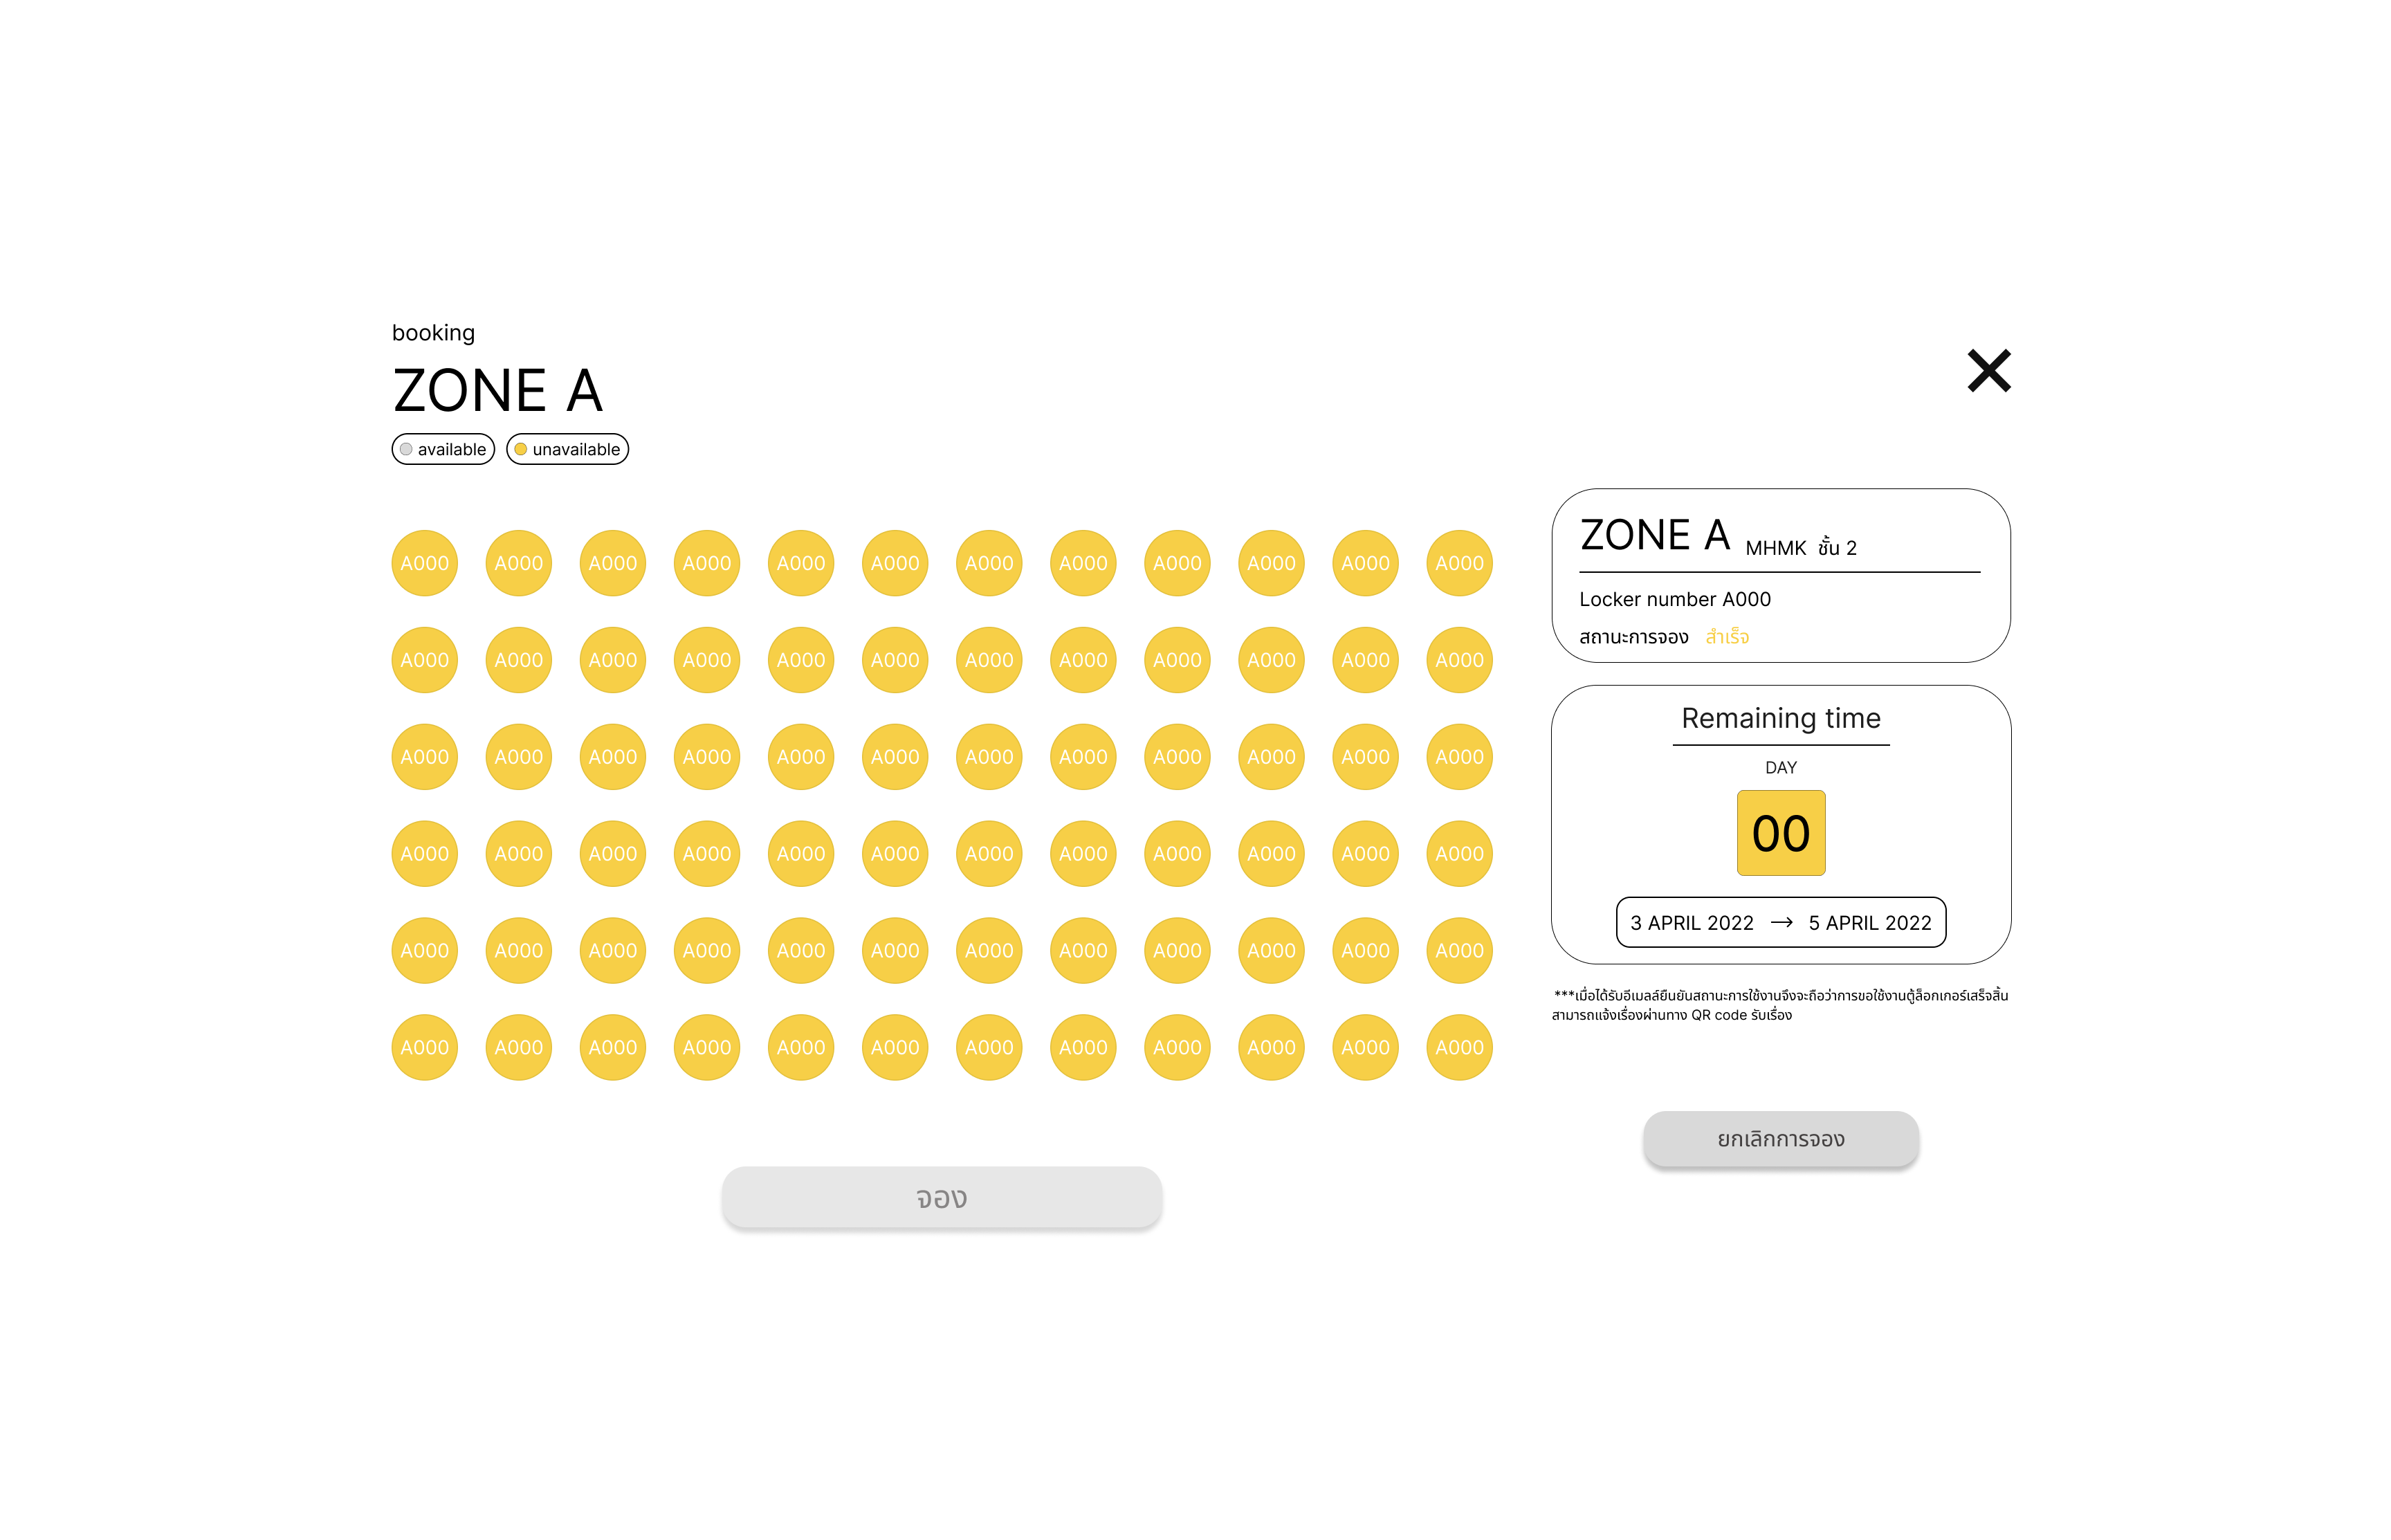 booking
ZONE A
available unavailable
A000 A000 A000 A000 A000 A000 A000 A000 A000 A000 A000 A000
A000 A000 A000 A000 A000 A000 A000 A000 A000 A000 A000 A000
A000 A000 A000 A000 A000 A000 A000 A000 A000 A000 A000 A000
A000 A000 A000 A000 A000 A000 A000 A000 A000 A000 A000 A000
A000 A000 A000 A000 A000 A000 A000 A000 A000 A000 A000 A000
A000 A000 A000 A000 A000 A000 A000 A000 A000 A000 A000 A000
จอง
ZONE A MHMK ชั้น 2
Locker number A000
สถานะการจอง สำเร็จ
Remaining time
DAY
00
3 APRIL 2022 → 5 APRIL 2022
***เมื่อได้รับอีเมลล์ยืนยันสถานะการใช้งานจึงจะถือว่าการขอใช้งานตู้ล็อกเกอร์เสร็จสิ้น
สามารถแจ้งเรื่องผ่านทาง QR code รับเรื่อง
ยกเลิกการจอง